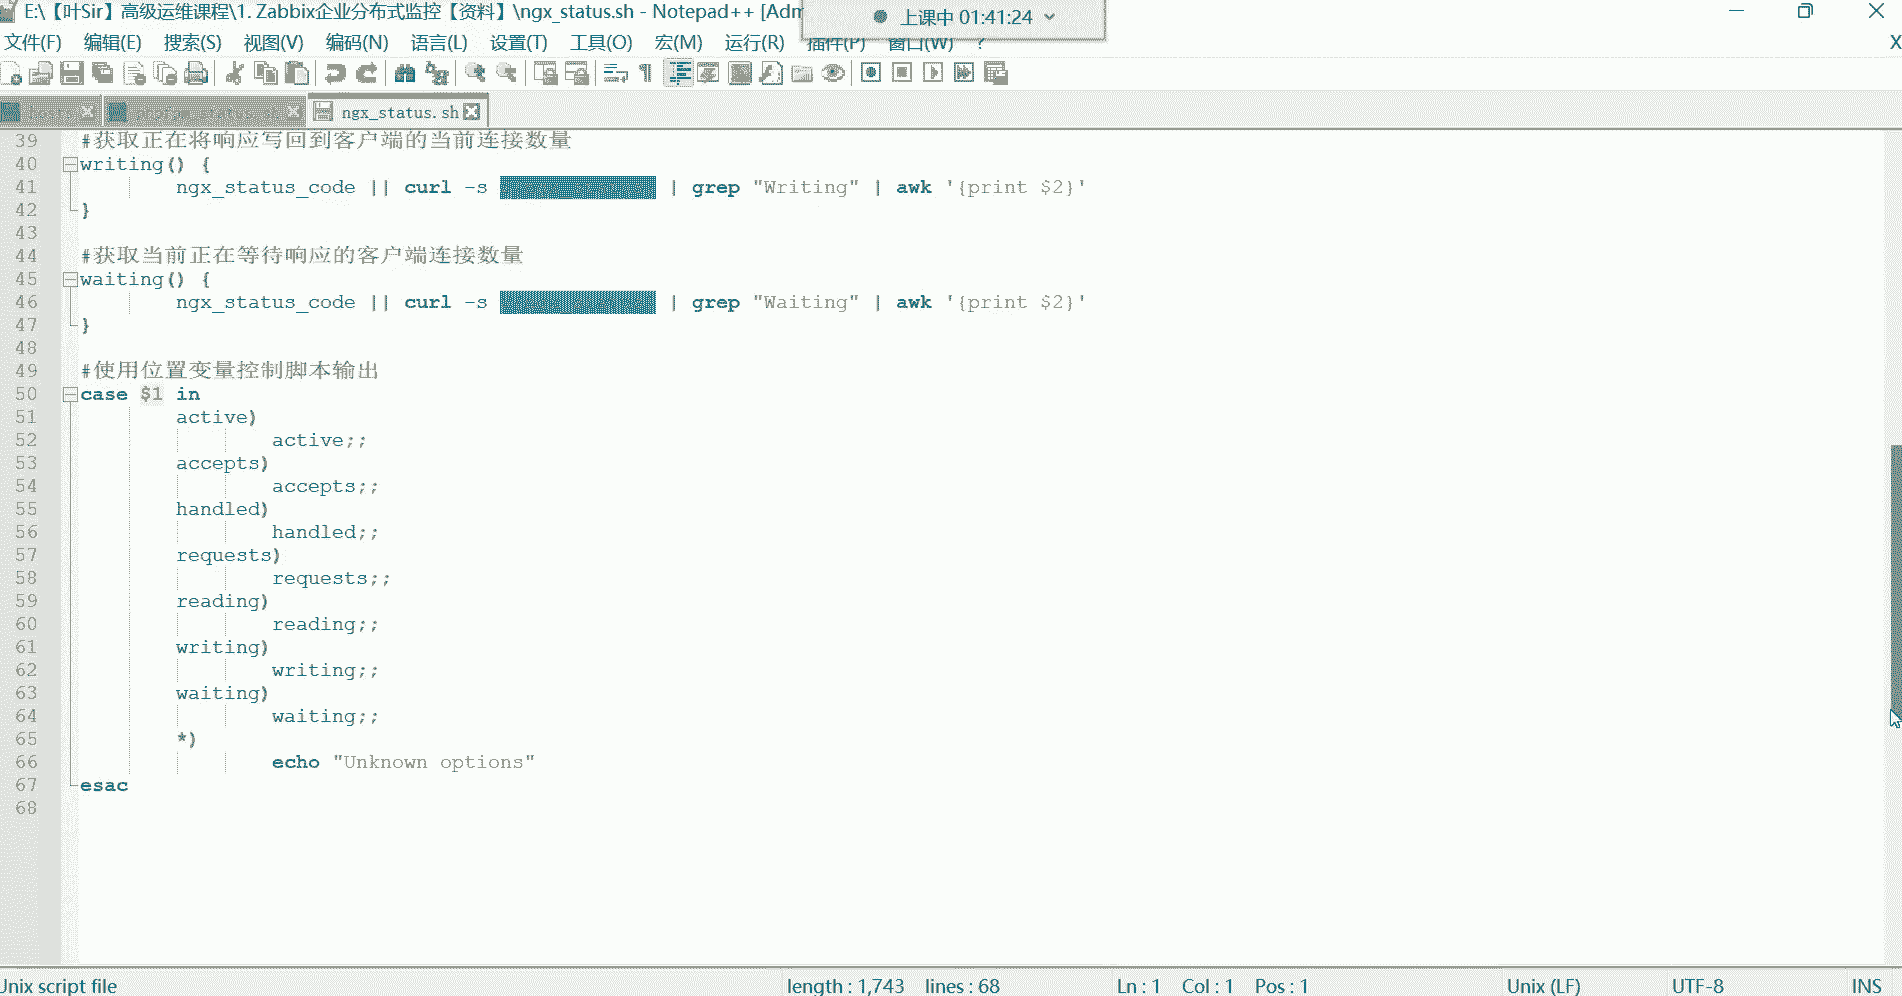 E:\【叶Sir】高级运维课程\1. Zabbix企业分布式监控【资料】\ngx_status.sh - Notepad++ [Adm
上课中 01:41:24
文件(F) 编辑(E) 搜索(S) 视图(V) 编码(N) 语言(L) 设置(T) 工具(O) 宏(M) 运行(R) 插件(P) 窗口(W) ? X
hosts phpfpm_status.sh ngx_status.sh
39 #获取正在将响应写回到客户端的当前连接数量
40 writing() {
41 ngx_status_code || curl -s | grep "Writing" | awk '{print $2}'
42 }
43
44 #获取当前正在等待响应的客户端连接数量
45 waiting() {
46 ngx_status_code || curl -s | grep "Waiting" | awk '{print $2}'
47 }
48
49 #使用位置变量控制脚本输出
50 case $1 in
51 active)
52 active;;
53 accepts)
54 accepts;;
55 handled)
56 handled;;
57 requests)
58 requests;;
59 reading)
60 reading;;
61 writing)
62 writing;;
63 waiting)
64 waiting;;
65 *)
66 echo "Unknown options"
67 esac
68
Unix script file length : 1,743 lines : 68 Ln : 1 Col : 1 Pos : 1 Unix (LF) UTF-8 INS